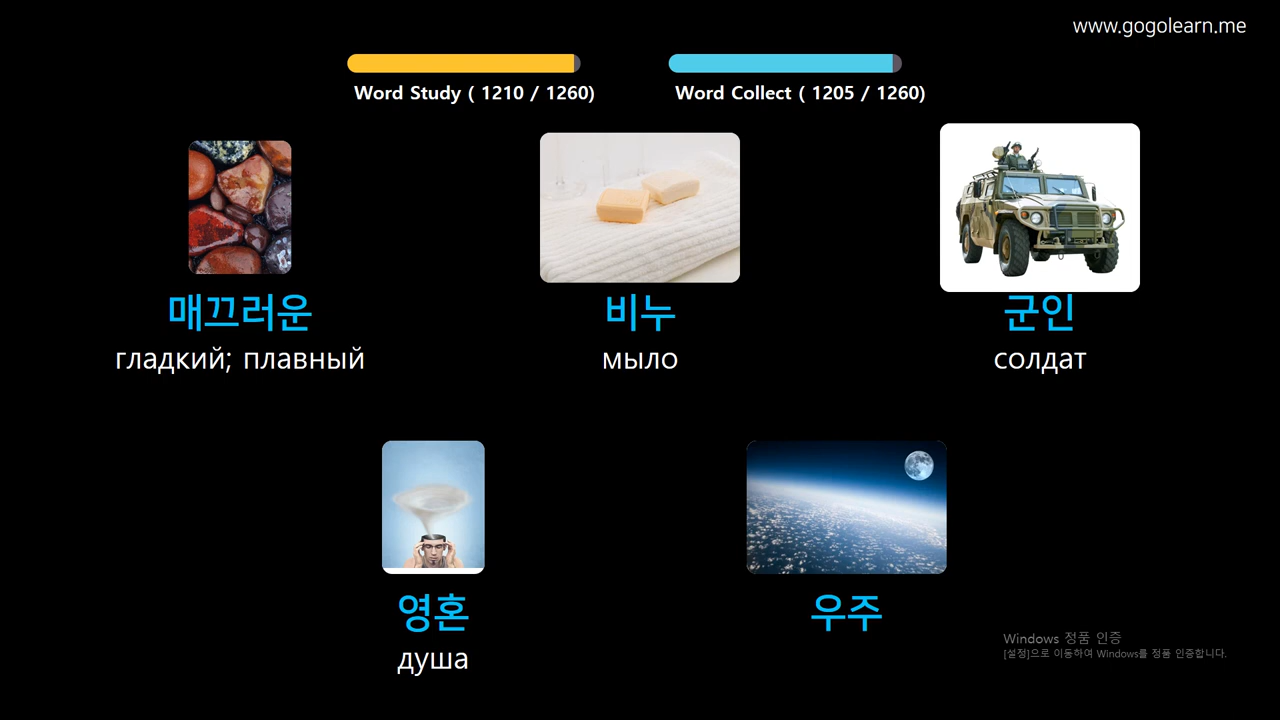 www.gogolearn.me
Word Study ( 1210 / 1260)
Word Collect ( 1205 / 1260)
매끄러운
гладкий; плавный
비누
мыло
군인
солдат
영혼
душа
우주
Windows 정품 인증
[설정]으로 이동하여 Windows를 정품 인증합니다.